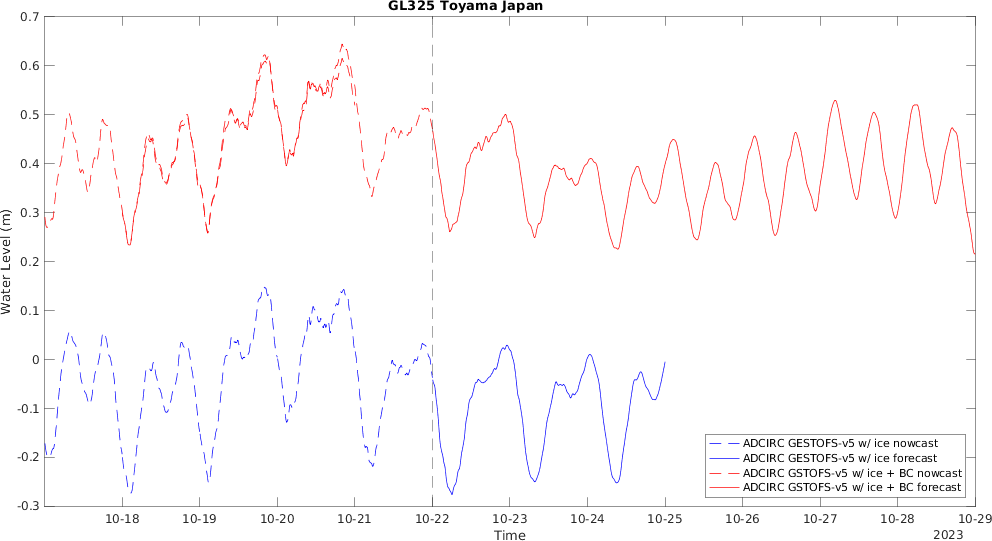 GL325 Toyama Japan
0.7
0.6
0.5
0.4
0.3
0.2
0.1
0
-0.1
-0.2
-0.3
Water Level (m)
ADCIRC GESTOFS-v5 w/ ice nowcast
ADCIRC GESTOFS-v5 w/ ice forecast
ADCIRC GSTOFS-v5 w/ ice + BC nowcast
ADCIRC GSTOFS-v5 w/ ice + BC forecast
10-18 10-19 10-20 10-21 10-22 10-23 10-24 10-25 10-26 10-27 10-28 10-29
Time
2023